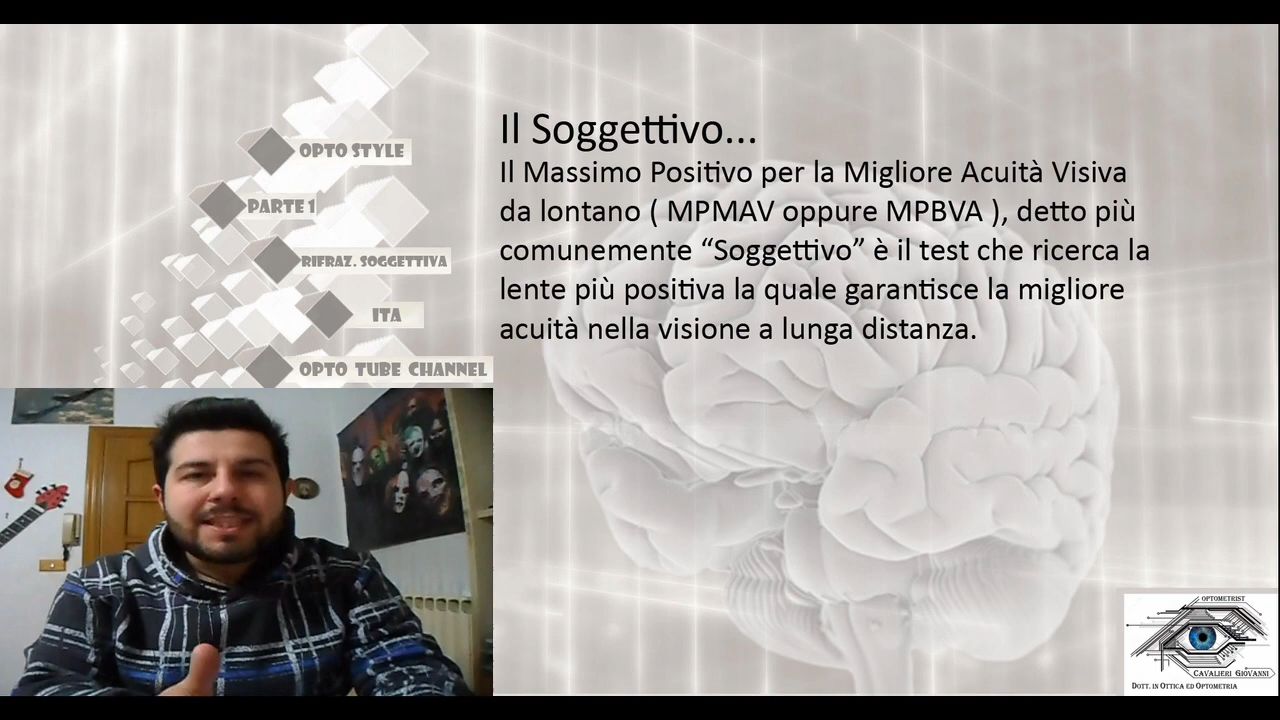 OPTO STYLE
PARTE 1
RIFRAZ. SOGGETTIVA
ITA
OPTO TUBE CHANNEL
Il Soggettivo...
Il Massimo Positivo per la Migliore Acuità Visiva
da lontano ( MPMAV oppure MPBVA ), detto più
comunemente “Soggettivo” è il test che ricerca la
lente più positiva la quale garantisce la migliore
acuità nella visione a lunga distanza.
OPTOMETRIST
CAVALIERI GIOVANNI
DOTT. IN OTTICA ED OPTOMETRIA